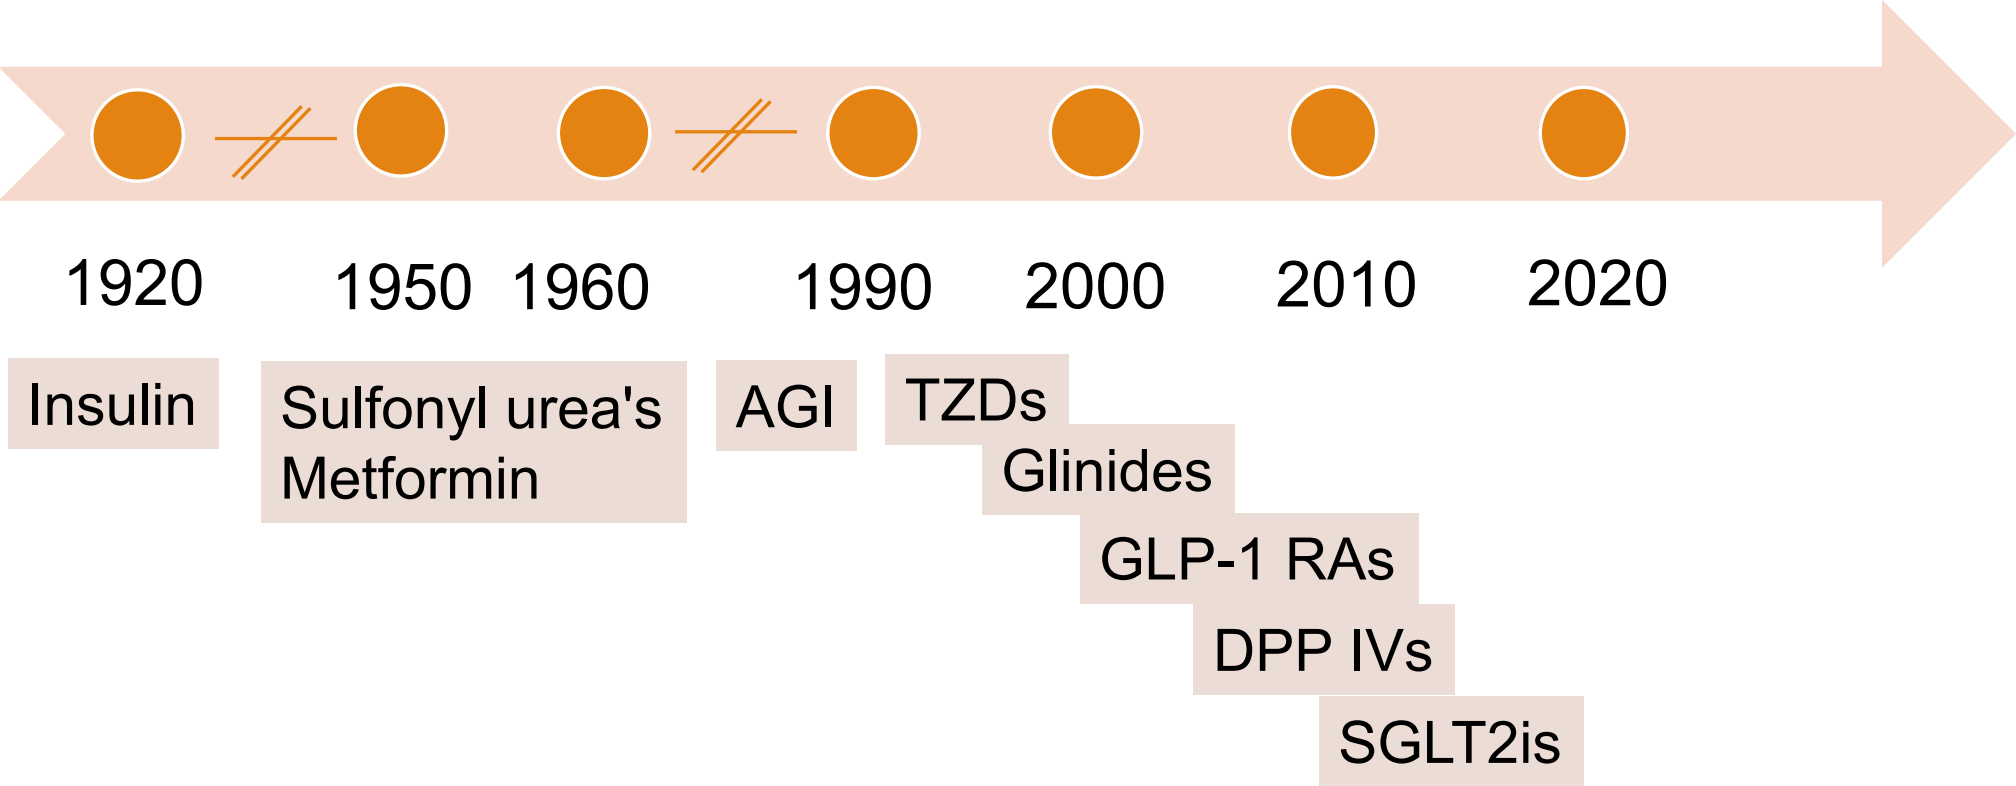 1920
1950
1960
1990
2000
2010
2020
Insulin
Sulfonyl urea's
Metformin
AGI
TZDs
Glinides
GLP-1 RAs
DPP IVs
SGLT2is